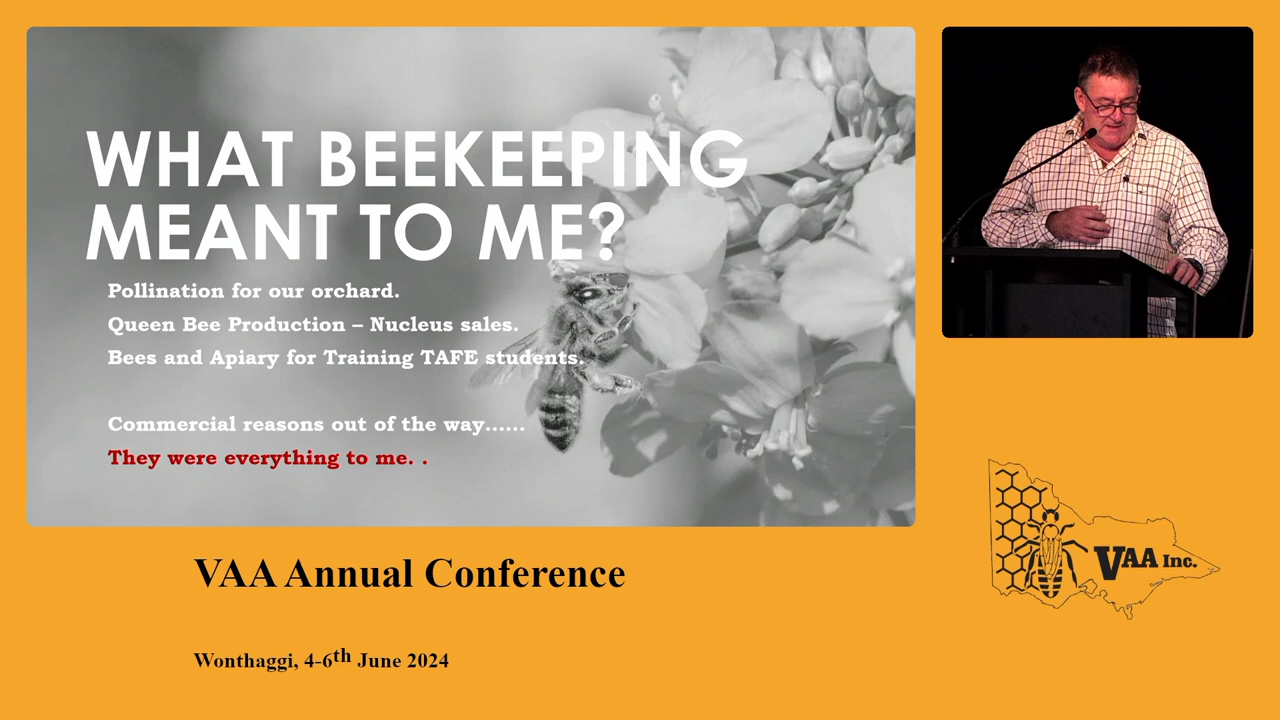 WHAT BEEKEEPING
MEANT TO ME?
Pollination for our orchard.
Queen Bee Production – Nucleus sales.
Bees and Apiary for Training TAFE students.
Commercial reasons out of the way......
They were everything to me. .
VAA Inc.
VAA Annual Conference
Wonthaggi, 4-6th June 2024